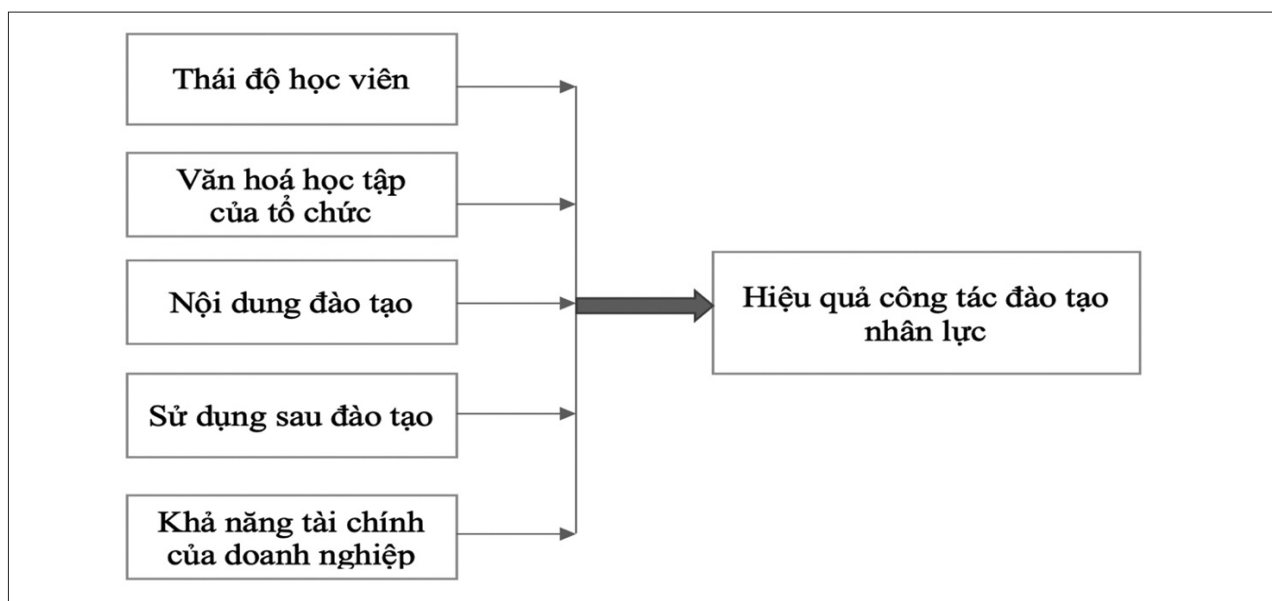 Thái độ học viên
Văn hoá học tập
của tổ chức
Nội dung đào tạo
Sử dụng sau đào tạo
Khả năng tài chính
của doanh nghiệp
Hiệu quả công tác đào tạo
nhân lực